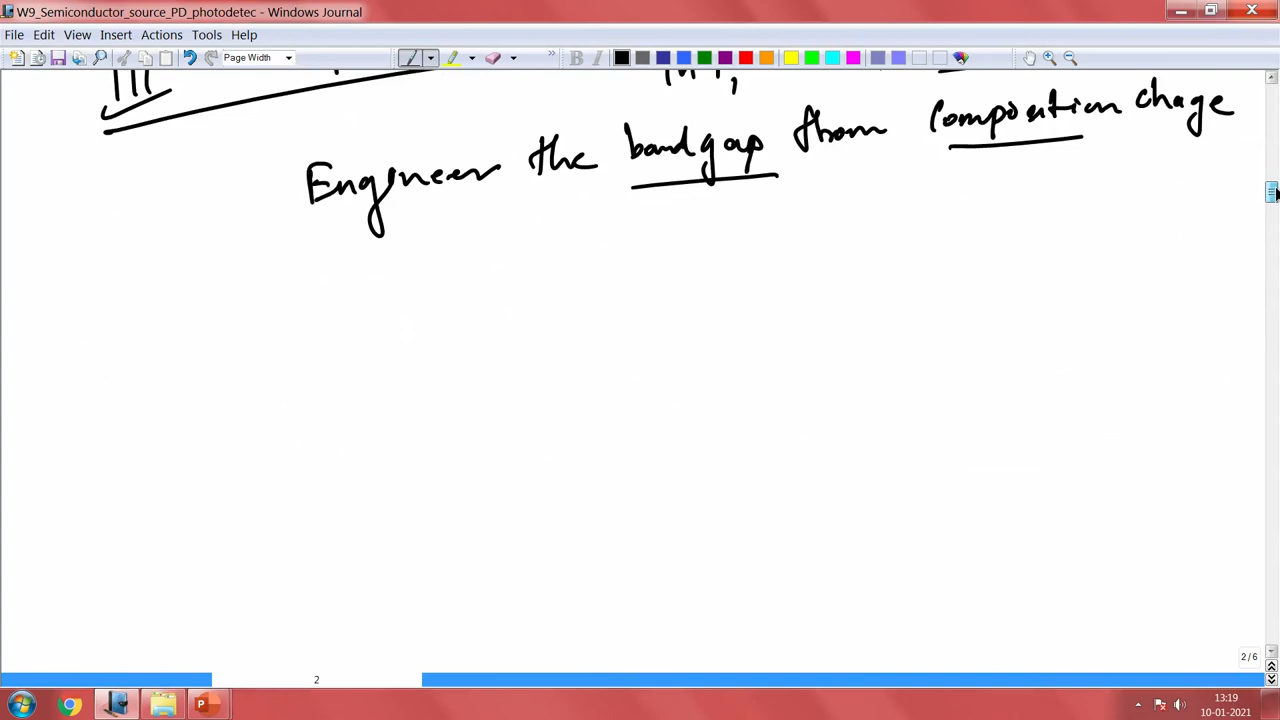 W9_Semiconductor_source_PD_photodetec - Windows Journal
File Edit View Insert Actions Tools Help
Page Width
B I
Engineer the bandgap from composition chage
2/6
2
13:19
10-01-2021